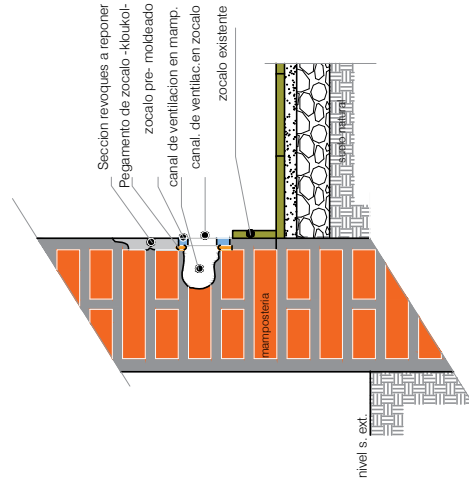 Seccion revoques a reponer
Pegamento de zocalo -kloukol-
zocalo pre- moldeado
canal de ventilacion en mamp.
canal. de ventilac.en zocalo
zocalo existente
suelo natural
mamposteria
nivel s. ext.